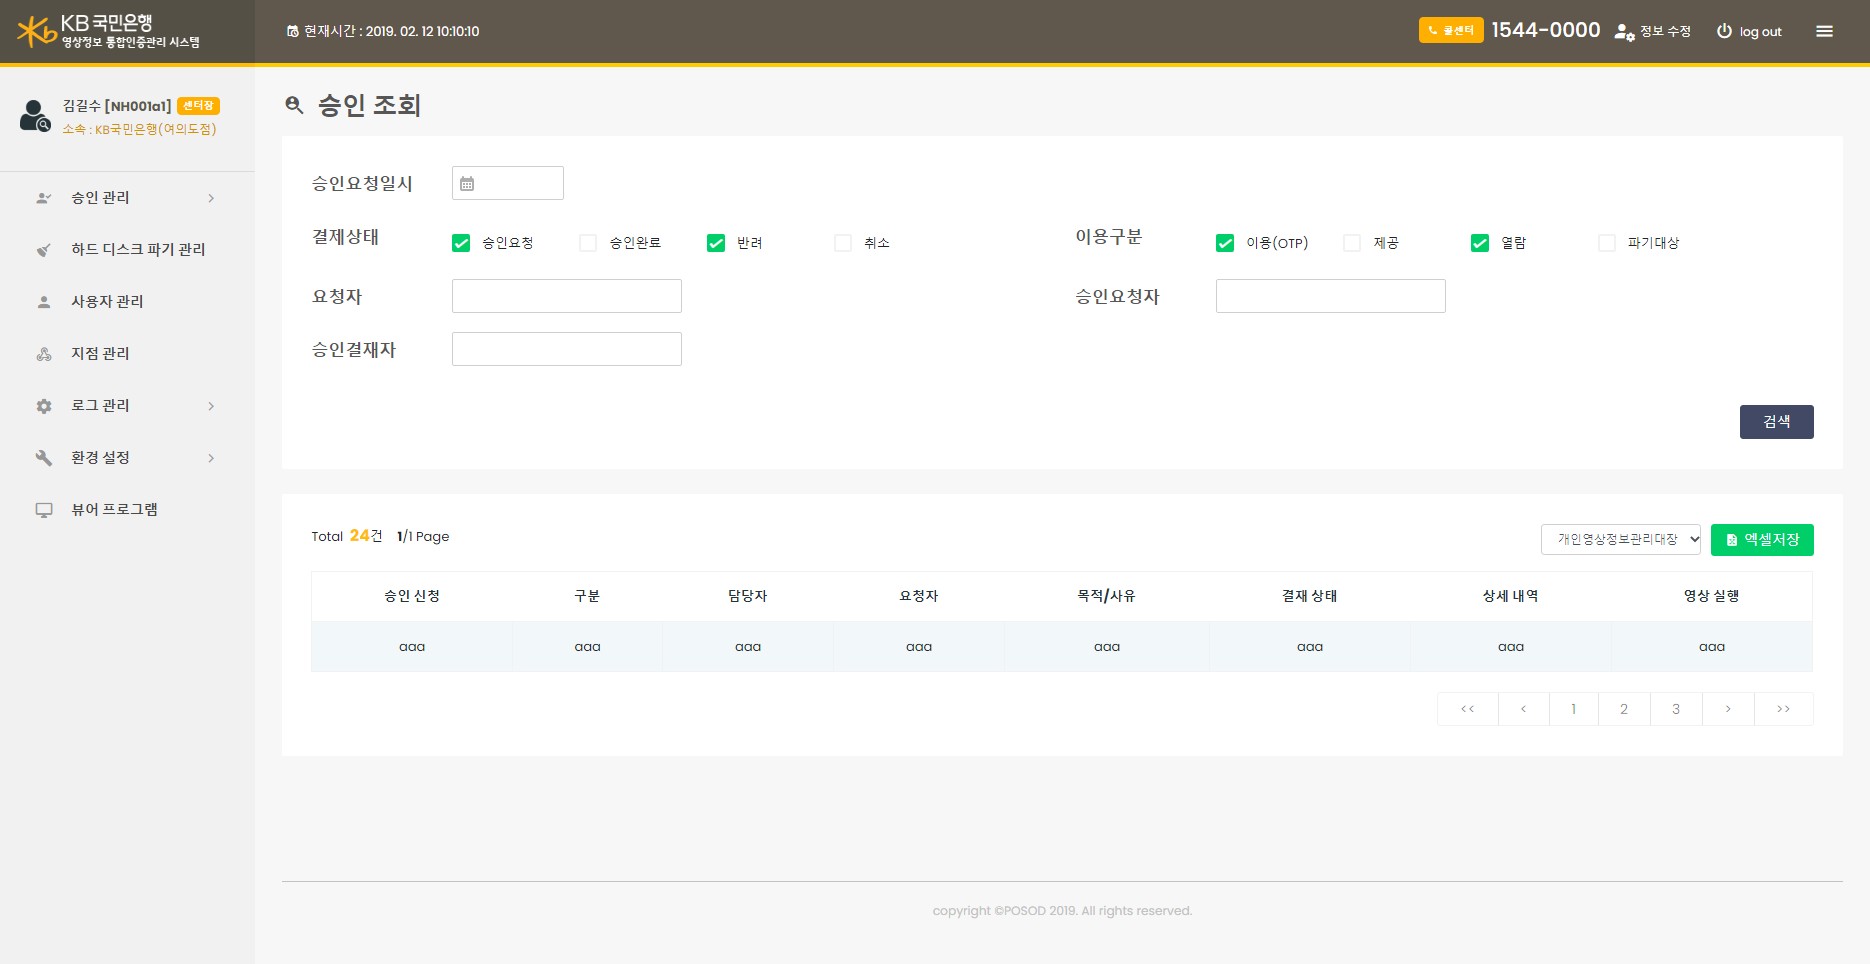 KB 국민은행
영상정보 통합인증관리 시스템
현재시간 : 2019. 02. 12 10:10:10
콜센터 1544-0000 정보 수정 log out
김길수 [NH001a1] 센터장
소속 : KB국민은행(여의도점)
승인 관리
하드 디스크 파기 관리
사용자 관리
지점 관리
로그 관리
환경 설정
뷰어 프로그램
승인 조회
승인요청일시
결제상태 승인요청 승인완료 반려 취소 이용구분 이용(OTP) 제공 열람 파기대상
요청자 승인요청자
승인결재자
검색
Total 24건 1/1 Page 개인영상정보관리대장 엑셀저장
승인 신청 구분 담당자 요청자 목적/사유 결재 상태 상세 내역 영상 실행
aaa aaa aaa aaa aaa aaa aaa aaa
<< < 1 2 3 > >>
copyright ©POSOD 2019. All rights reserved.